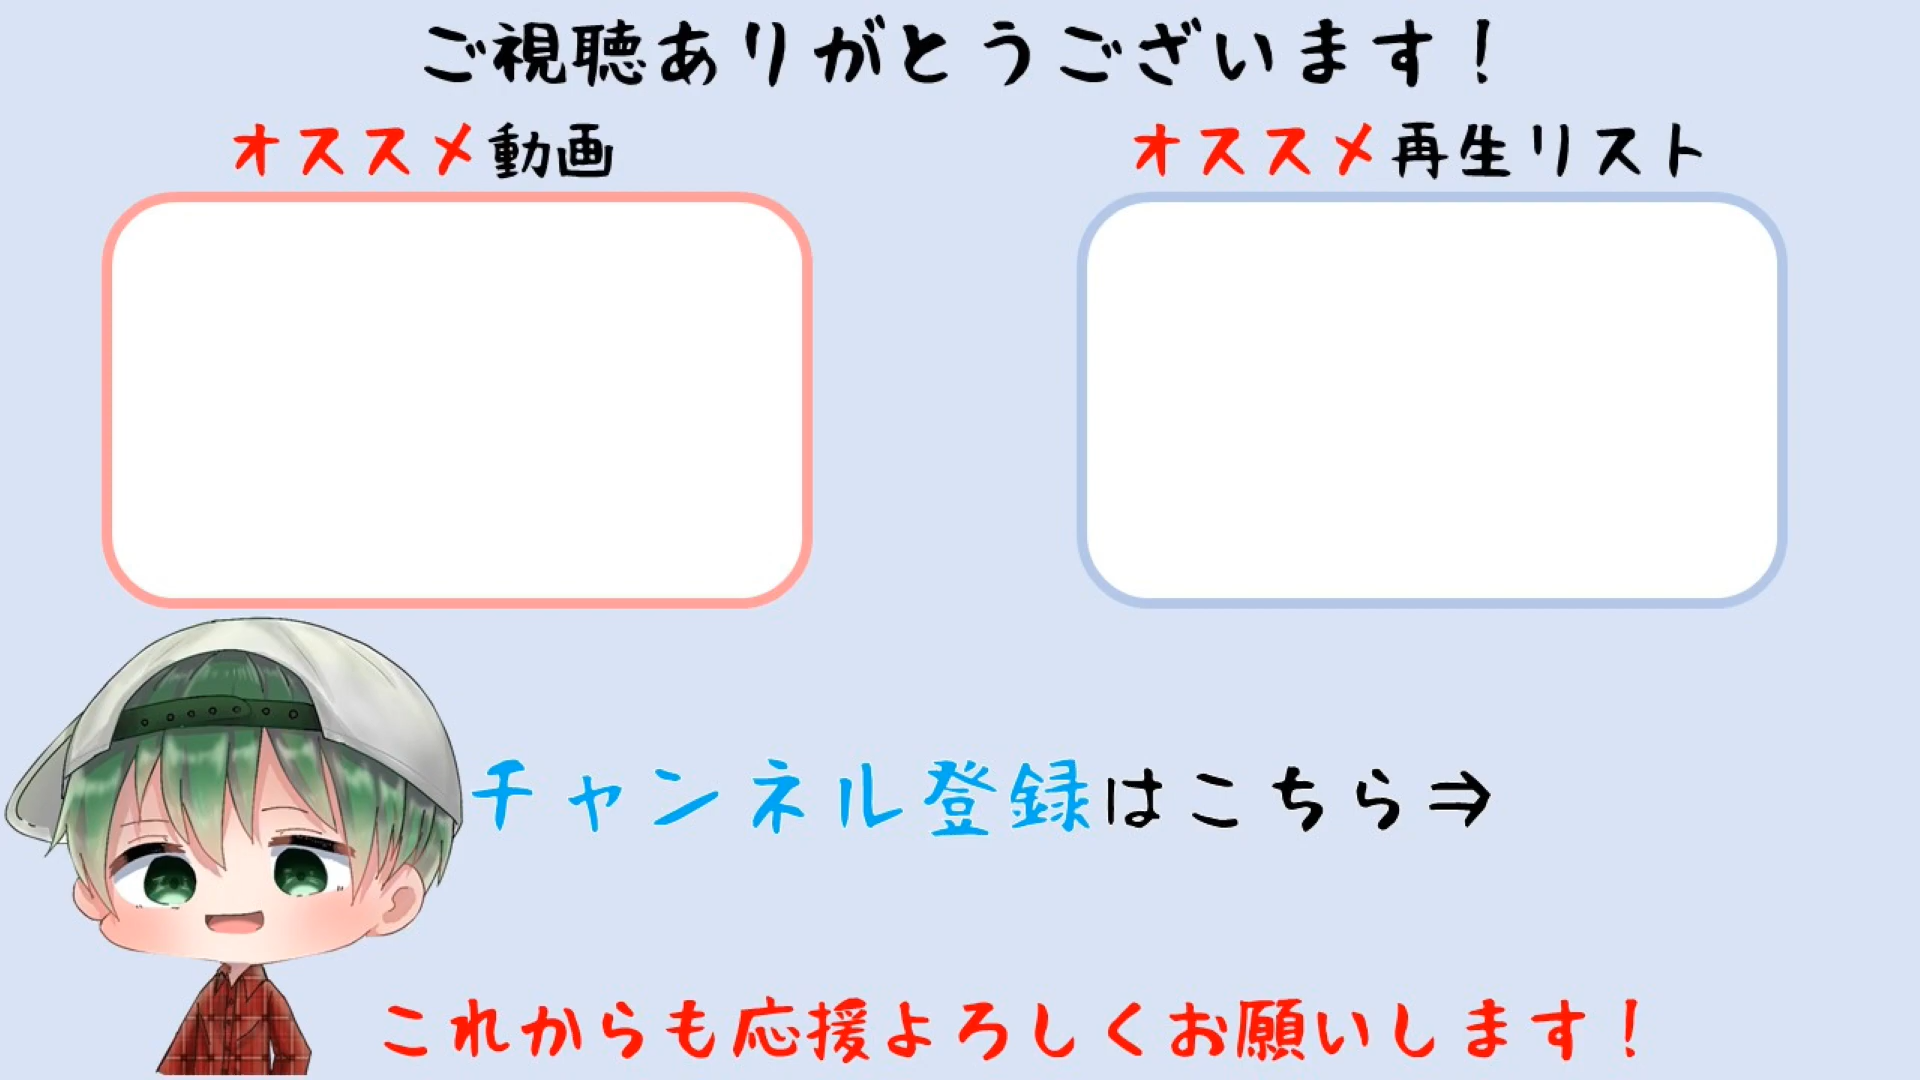 ご視聴ありがとうございます！
オススメ動画
オススメ再生リスト
チャンネル登録はこちら⇒
これからも応援よろしくお願いします！